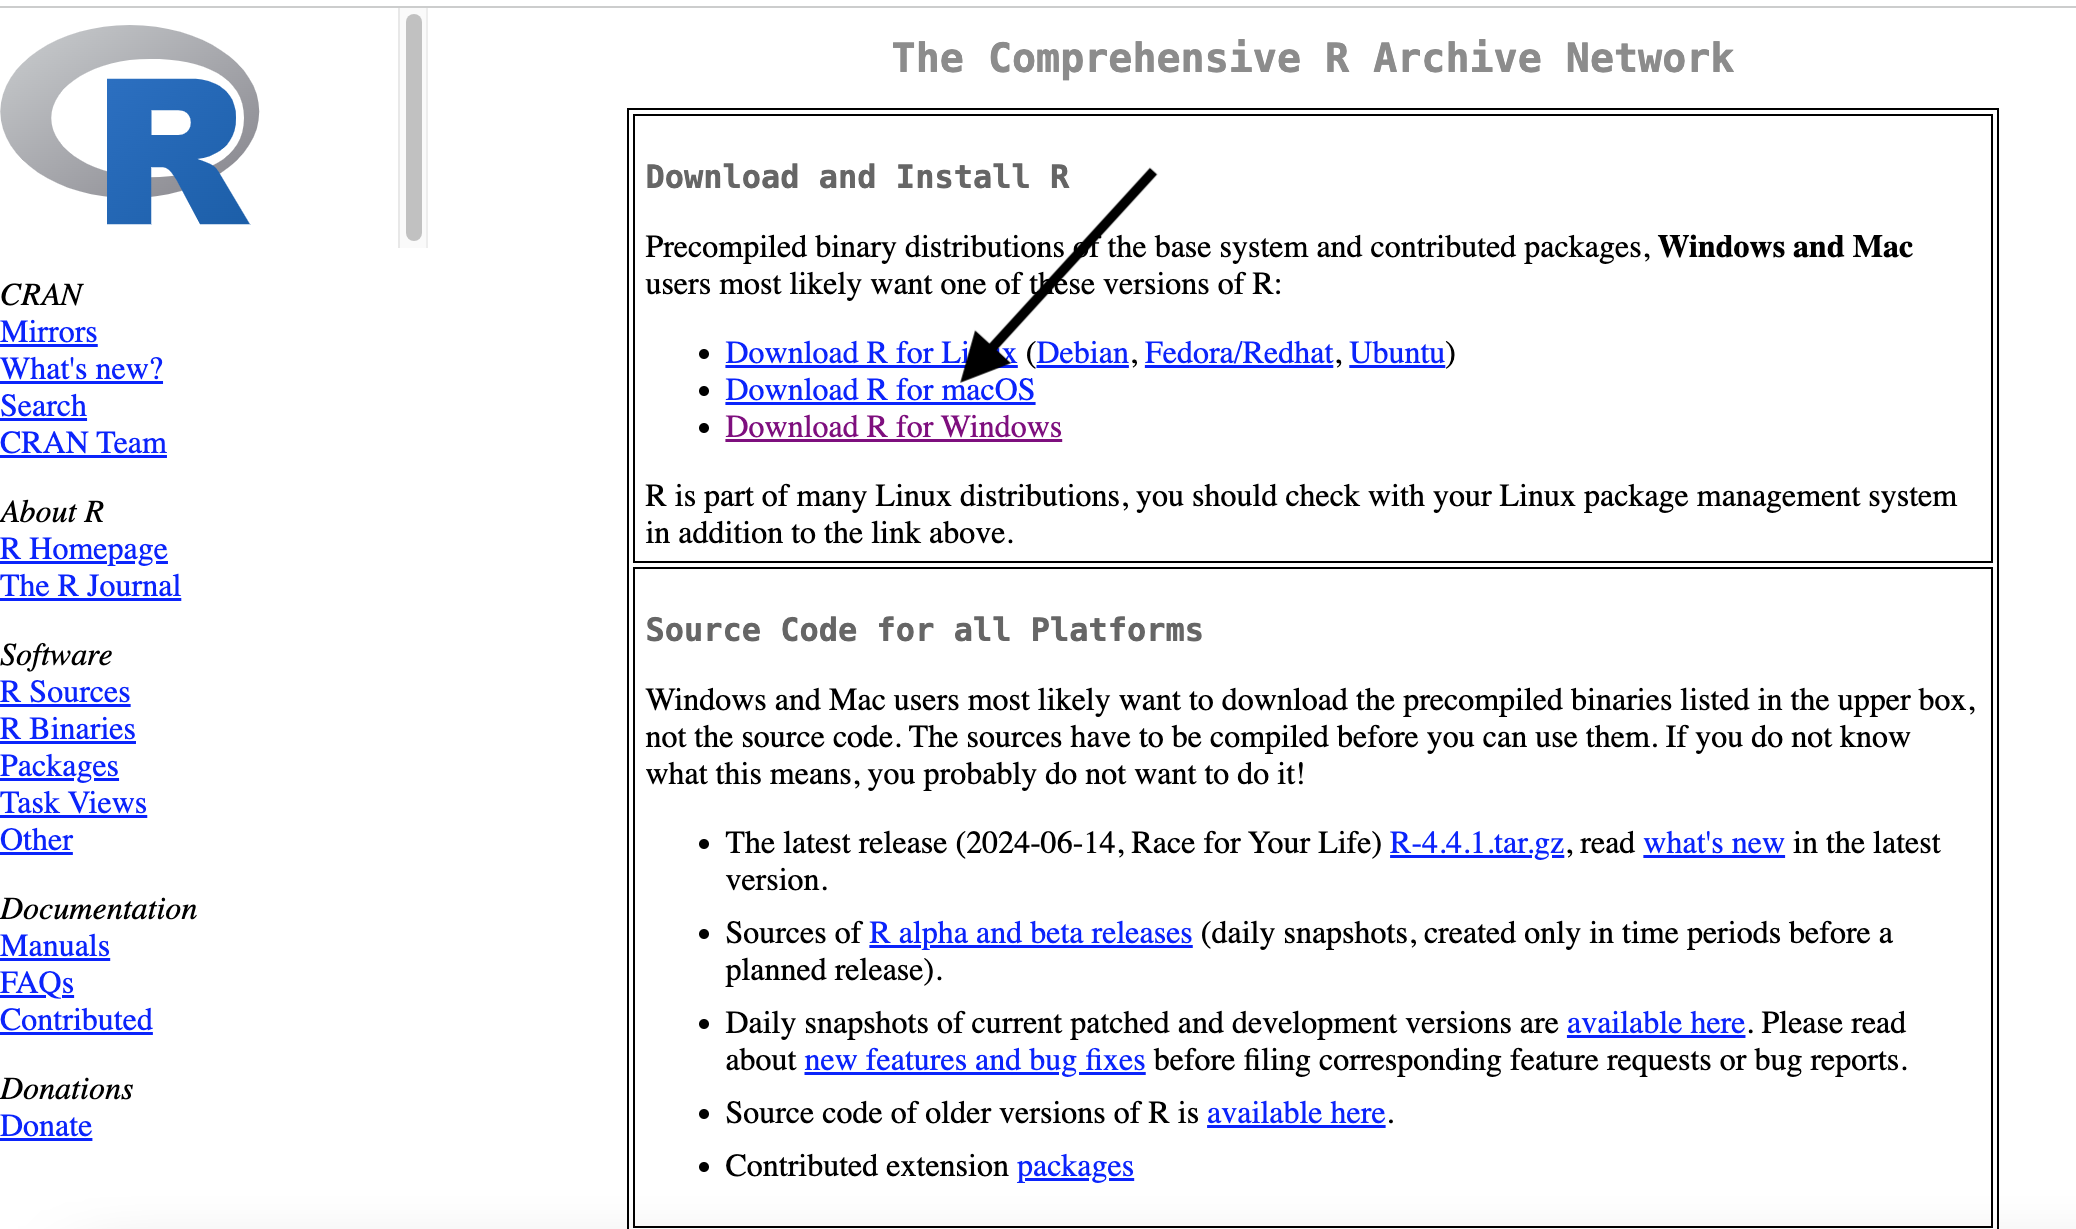 R
CRAN
Mirrors
What's new?
Search
CRAN Team
About R
R Homepage
The R Journal
Software
R Sources
R Binaries
Packages
Task Views
Other
Documentation
Manuals
FAQs
Contributed
Donations
Donate
The Comprehensive R Archive Network
Download and Install R
Precompiled binary distributions of the base system and contributed packages, Windows and Mac
users most likely want one of these versions of R:
• Download R for Linux (Debian, Fedora/Redhat, Ubuntu)
• Download R for macOS
• Download R for Windows
R is part of many Linux distributions, you should check with your Linux package management system
in addition to the link above.
Source Code for all Platforms
Windows and Mac users most likely want to download the precompiled binaries listed in the upper box,
not the source code. The sources have to be compiled before you can use them. If you do not know
what this means, you probably do not want to do it!
• The latest release (2024-06-14, Race for Your Life) R-4.4.1.tar.gz, read what's new in the latest
version.
• Sources of R alpha and beta releases (daily snapshots, created only in time periods before a
planned release).
• Daily snapshots of current patched and development versions are available here. Please read
about new features and bug fixes before filing corresponding feature requests or bug reports.
• Source code of older versions of R is available here.
• Contributed extension packages